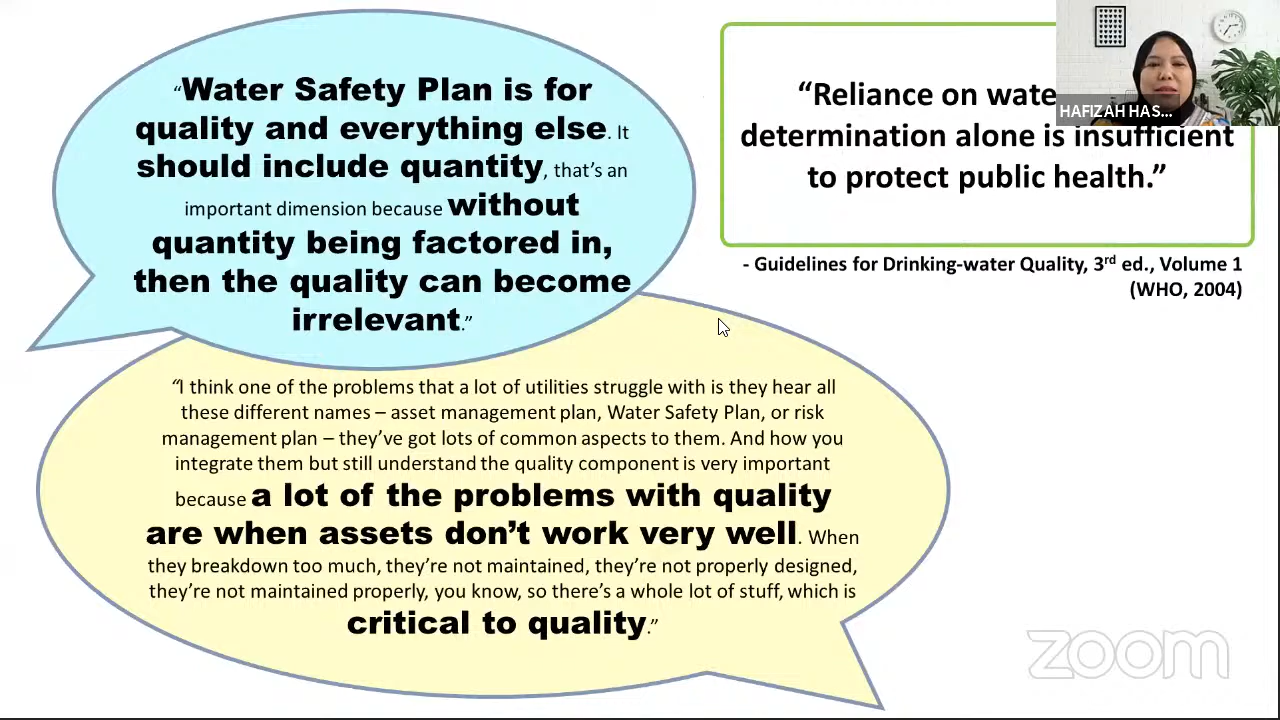 “Water Safety Plan is for
quality and everything else. It
should include quantity, that’s an
important dimension because without
quantity being factored in,
then the quality can become
irrelevant.”
“Reliance on
determination alone is insufficient
to protect public health.”
HAFIZAH HAS...
- Guidelines for Drinking-water Quality, 3rd ed., Volume 1
(WHO, 2004)
“I think one of the problems that a lot of utilities struggle with is they hear all
these different names – asset management plan, Water Safety Plan, or risk
management plan – they’ve got lots of common aspects to them. And how you
integrate them but still understand the quality component is very important
because a lot of the problems with quality
are when assets don’t work very well. When
they breakdown too much, they’re not maintained, they’re not properly designed,
they’re not maintained properly, you know, so there’s a whole lot of stuff, which is
critical to quality.”
zoom